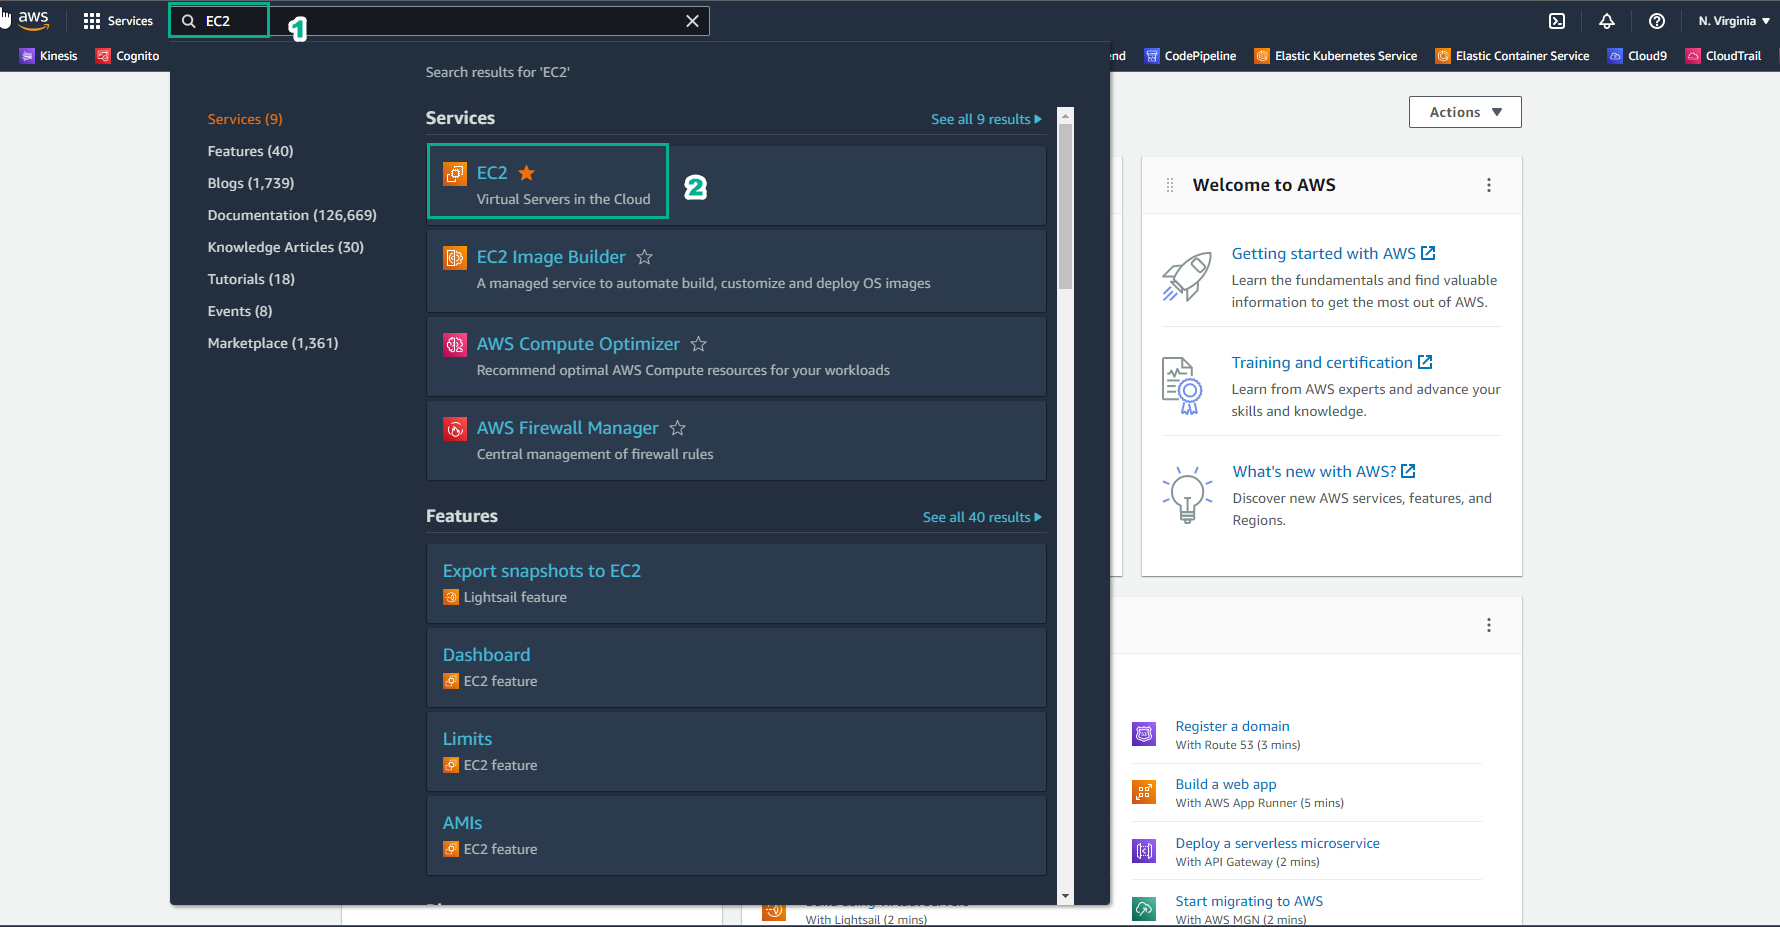 aws
Services
EC2
1
N. Virginia
Kinesis
Cognito
nd
CodePipeline
Elastic Kubernetes Service
Elastic Container Service
Cloud9
CloudTrail
Search results for 'EC2'
Services (9)
Features (40)
Blogs (1,739)
Documentation (126,669)
Knowledge Articles (30)
Tutorials (18)
Events (8)
Marketplace (1,361)
Services
See all 9 results
EC2
Virtual Servers in the Cloud
2
EC2 Image Builder
A managed service to automate build, customize and deploy OS images
AWS Compute Optimizer
Recommend optimal AWS Compute resources for your workloads
AWS Firewall Manager
Central management of firewall rules
Features
See all 40 results
Export snapshots to EC2
Lightsail feature
Dashboard
EC2 feature
Limits
EC2 feature
AMIs
EC2 feature
Actions
Welcome to AWS
Getting started with AWS
Learn the fundamentals and find valuable
information to get the most out of AWS.
Training and certification
Learn from AWS experts and advance your
skills and knowledge.
What's new with AWS?
Discover new AWS services, features, and
Regions.
Register a domain
With Route 53 (3 mins)
Build a web app
With AWS App Runner (5 mins)
Deploy a serverless microservice
With API Gateway (2 mins)
Start migrating to AWS
With AWS MGN (2 mins)
With Lightsail (2 mins)